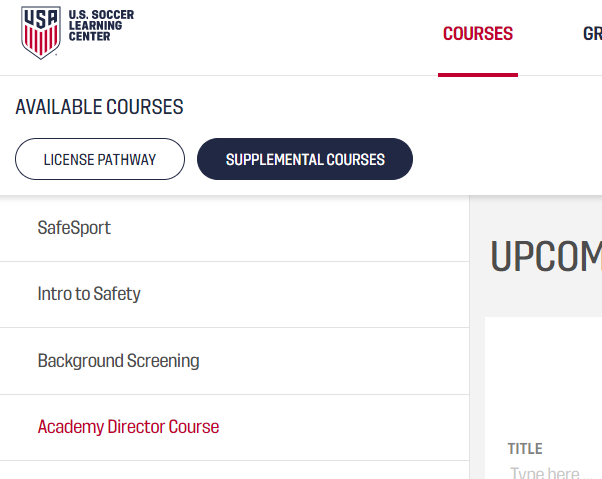 USA
U.S. SOCCER
LEARNING
CENTER
COURSES
GR
AVAILABLE COURSES
LICENSE PATHWAY
SUPPLEMENTAL COURSES
SafeSport
Intro to Safety
Background Screening
Academy Director Course
UPCOM
TITLE
Type here...